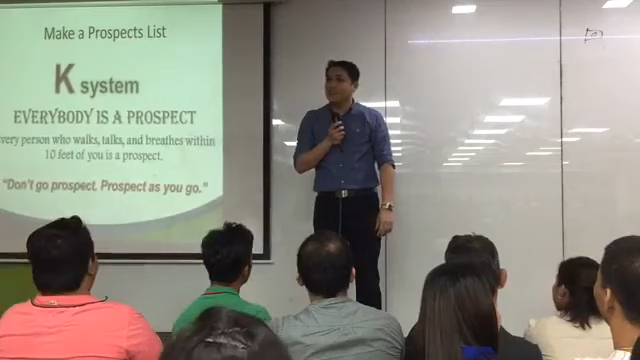 Make a Prospects List
K system
EVERYBODY IS A PROSPECT
very person who walks, talks, and breathes within
10 feet of you is a prospect.
"Don't go prospect. Prospect as you go."